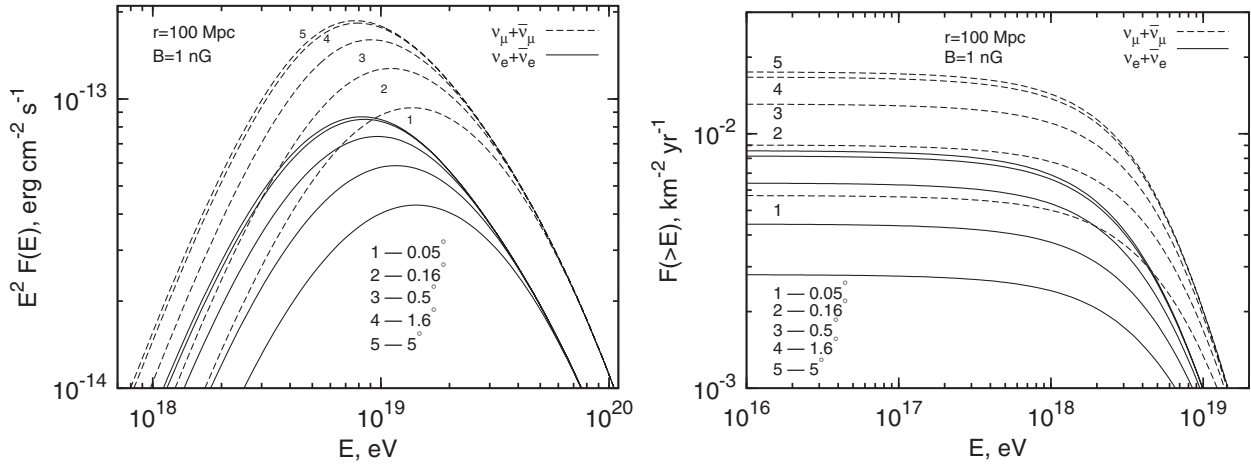 E² F(E), erg cm⁻² s⁻¹
10⁻¹³
10⁻¹⁴
r=100 Mpc
B=1 nG
ν_μ+ν̄_μ
ν_e+ν̄_e
5
4
3
2
1
1 — 0.05°
2 — 0.16°
3 — 0.5°
4 — 1.6°
5 — 5°
10¹⁸
10¹⁹
10²⁰
E, eV
F(>E), km⁻² yr⁻¹
10⁻²
10⁻³
r=100 Mpc
B=1 nG
ν_μ+ν̄_μ
ν_e+ν̄_e
5
4
3
2
1
1 — 0.05°
2 — 0.16°
3 — 0.5°
4 — 1.6°
5 — 5°
10¹⁶
10¹⁷
10¹⁸
10¹⁹
E, eV